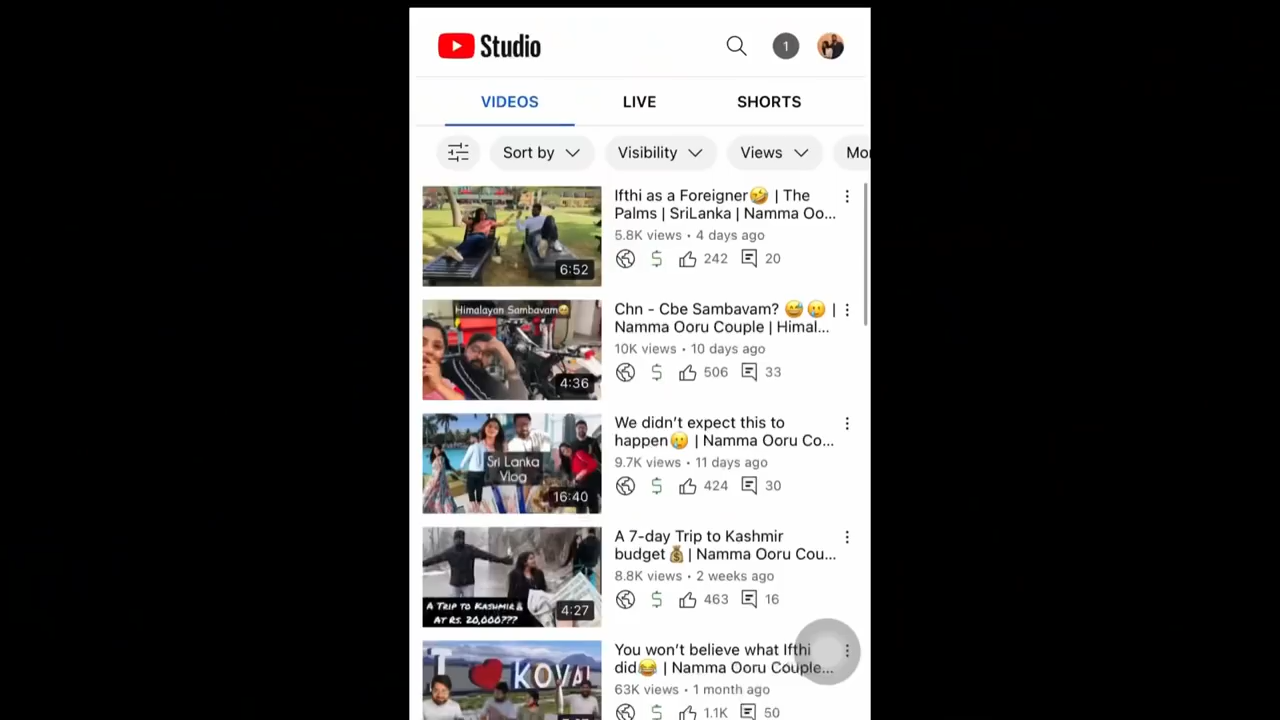 Studio
1
VIDEOS LIVE SHORTS
Sort by Visibility Views Mor
Ifthi as a Foreigner🤣 | The
Palms | SriLanka | Namma Oo...
5.8K views • 4 days ago
242 20
6:52
Himalayan Sambavam🥲
Chn - Cbe Sambavam? 😅🥲 |
Namma Ooru Couple | Himal...
10K views • 10 days ago
506 33
4:36
We didn’t expect this to
happen🥲 | Namma Ooru Co...
9.7K views • 11 days ago
424 30
Sri Lanka
Vlog
16:40
A 7-day Trip to Kashmir
budget💰| Namma Ooru Cou...
8.8K views • 2 weeks ago
463 16
A TRIP TO KASHMIR
AT RS. 20,000???
4:27
You won’t believe what Ifthi
did😂 | Namma Ooru Couple...
63K views • 1 month ago
1.1K 50
I ❤ KOVAI